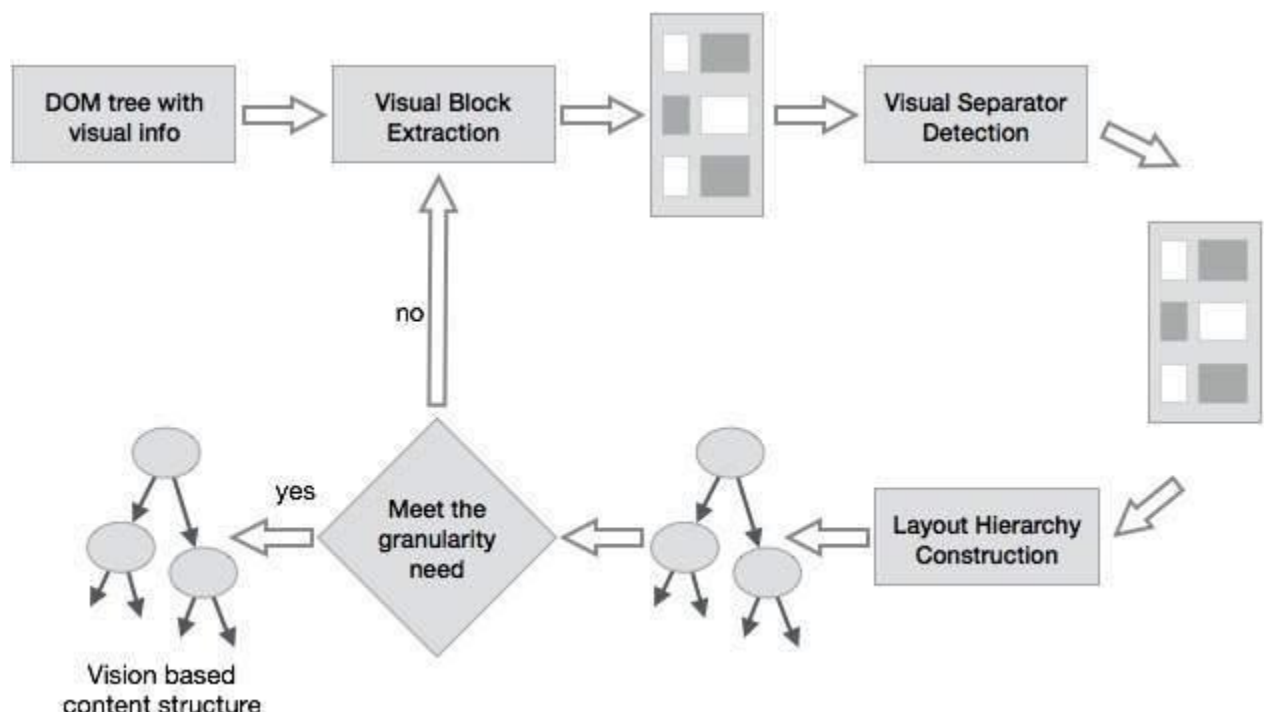 DOM tree with
visual info
Visual Block
Extraction
Visual Separator
Detection
no
yes
Meet the
granularity
need
Layout Hierarchy
Construction
Vision based
content structure